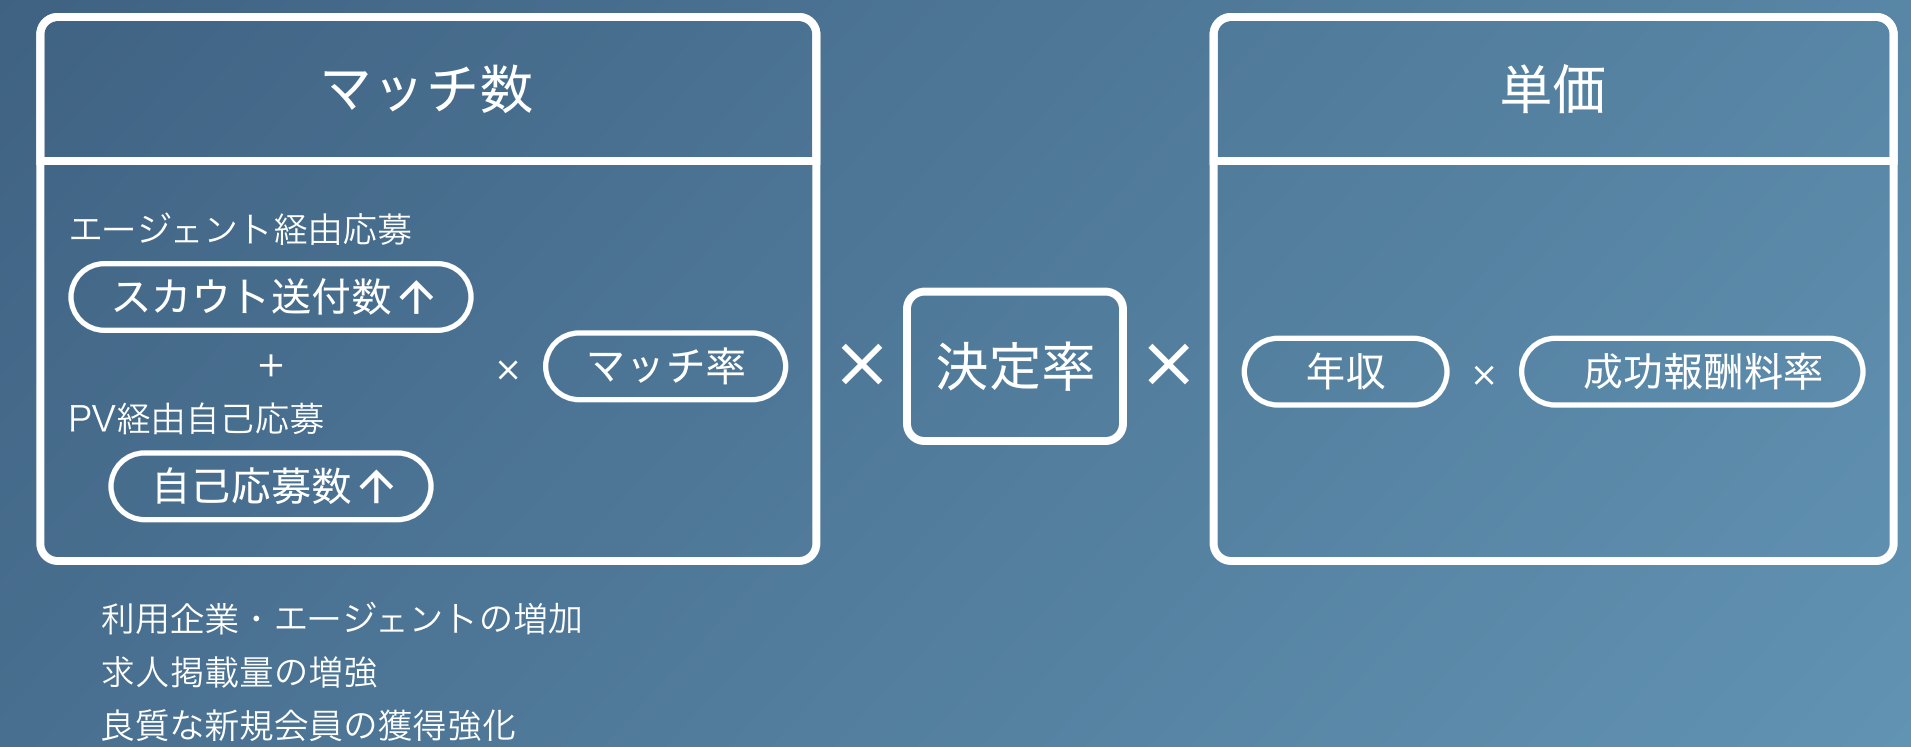 マッチ数
エージェント経由応募
スカウト送付数↑
+
PV経由自己応募
自己応募数↑
×
マッチ率
×
決定率
×
単価
年収
×
成功報酬料率
利用企業・エージェントの増加
求人掲載量の増強
良質な新規会員の獲得強化